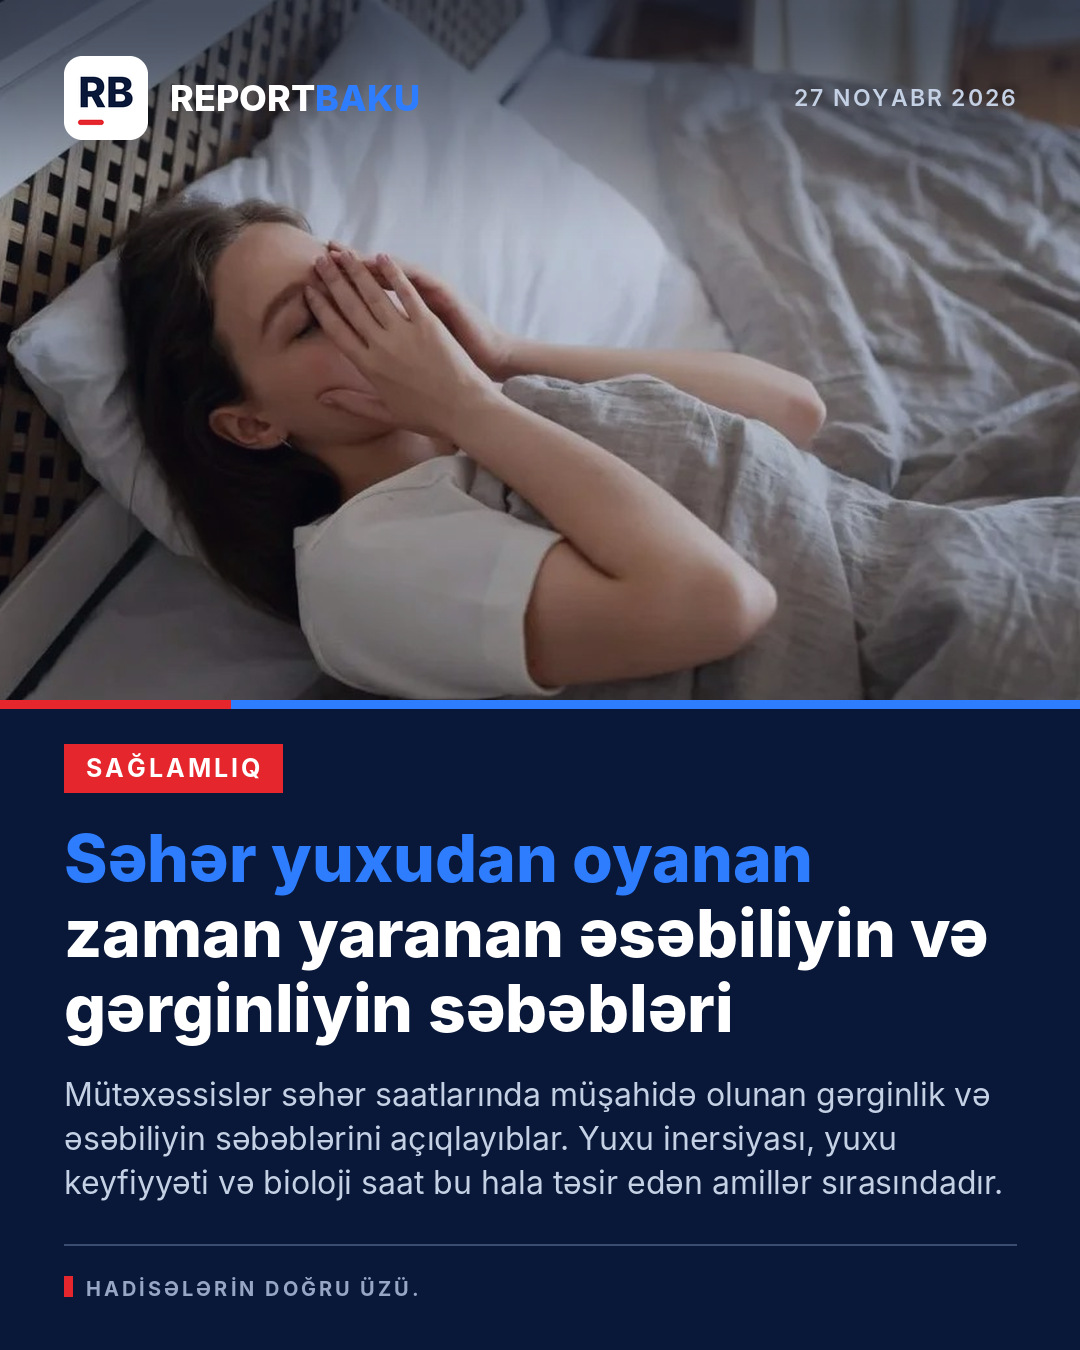 RB
REPORTBAKU
27 NOYABR 2026
SAĞLAMLIQ
Səhər yuxudan oyanan
zaman yaranan əsəbiliyin və
gərginliyin səbəbləri
Mütəxəssislər səhər saatlarında müşahidə olunan gərginlik və
əsəbiliyin səbəblərini açıqlayıblar. Yuxu inersiyası, yuxu
keyfiyyəti və bioloji saat bu hala təsir edən amillər sırasındadır.
HADİSƏLƏRİN DOĞRU ÜZÜ.